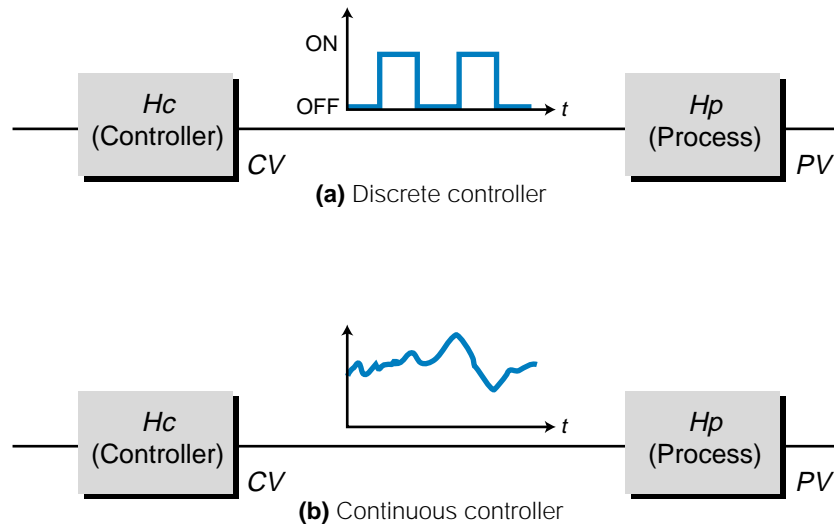 ON
OFF
t
Hc
(Controller)
CV
Hp
(Process)
PV
(a) Discrete controller
t
Hc
(Controller)
CV
Hp
(Process)
PV
(b) Continuous controller